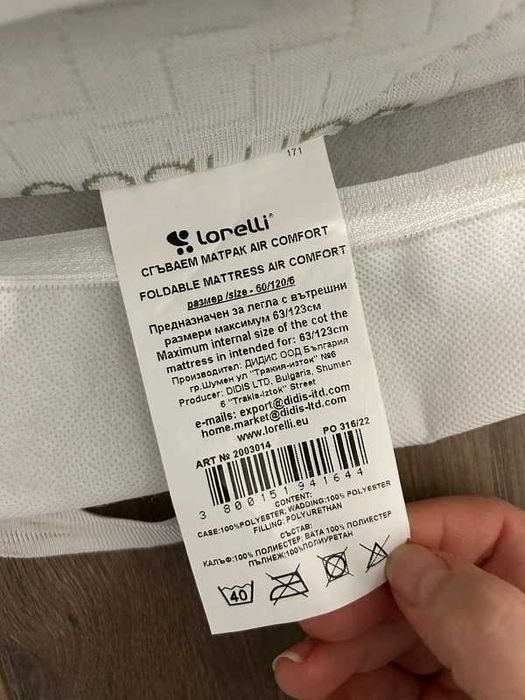 171
lorelli®
СГЪВАЕМ МАТРАК AIR COMFORT
FOLDABLE MATTRESS AIR COMFORT
размер /size - 60/120/6
Предназначен за легла с вътрешни
размери максимум 63/123см
Maximum internal size of the cot the
mattress in intended for: 63/123cm
Производител: ДИДИС ООД България
гр.Шумен ул "Тракия-изток" №6
Producer: DIDIS LTD, Bulgaria, Shumen
6 "Trakia-Iztok" Street
e-mails: export@didis-ltd.com
home.market@didis-ltd.com
www.lorelli.eu
ART № 2003014 PO 316/22
3 800151 941644
CONTENT:
CASE:100%POLYESTER, WADDING:100% POLYESTER
FILLING: POLYURETHAN
СЪСТАВ:
КАЛЪФ:100% ПОЛИЕСТЕР, ВАТА 100% ПОЛИЕСТЕР
ПЪЛНЕЖ:100%ПОЛИУРЕТАН
40